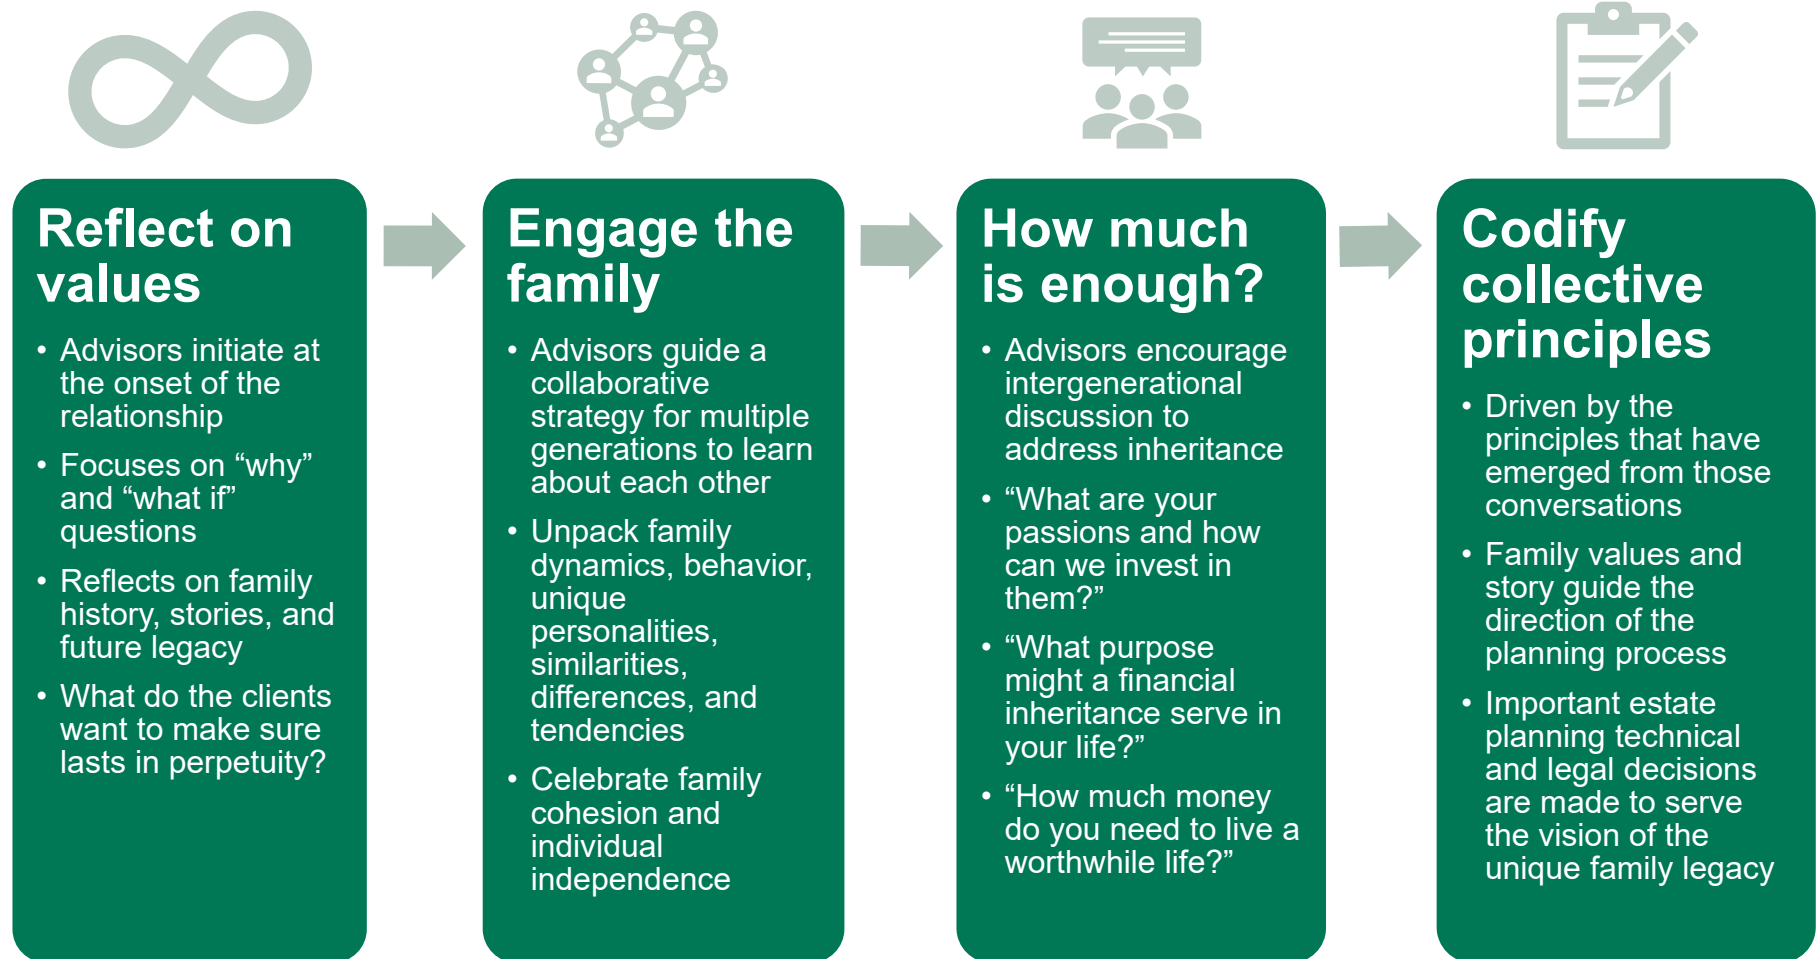 Reflect on
values
• Advisors initiate at
the onset of the
relationship
• Focuses on “why”
and “what if”
questions
• Reflects on family
history, stories, and
future legacy
• What do the clients
want to make sure
lasts in perpetuity?
Engage the
family
• Advisors guide a
collaborative
strategy for multiple
generations to learn
about each other
• Unpack family
dynamics, behavior,
unique
personalities,
similarities,
differences, and
tendencies
• Celebrate family
cohesion and
individual
independence
How much
is enough?
• Advisors encourage
intergenerational
discussion to
address inheritance
• “What are your
passions and how
can we invest in
them?”
• “What purpose
might a financial
inheritance serve in
your life?”
• “How much money
do you need to live a
worthwhile life?”
Codify
collective
principles
• Driven by the
principles that have
emerged from those
conversations
• Family values and
story guide the
direction of the
planning process
• Important estate
planning technical
and legal decisions
are made to serve
the vision of the
unique family legacy